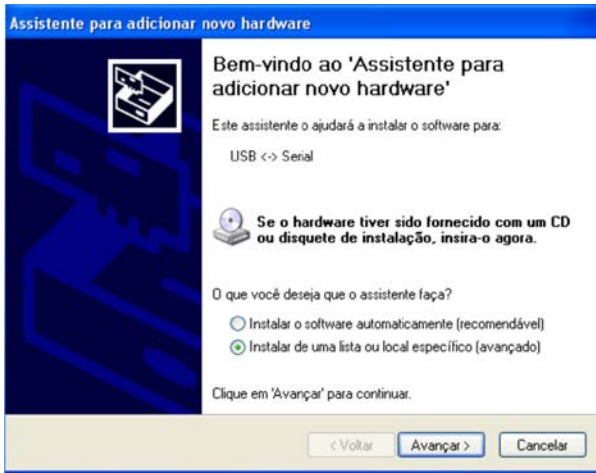 Assistente para adicionar novo hardware
Bem-vindo ao 'Assistente para
adicionar novo hardware'
Este assistente o ajudará a instalar o software para:
USB <-> Serial
Se o hardware tiver sido fornecido com um CD
ou disquete de instalação, insira-o agora.
O que você deseja que o assistente faça?
Instalar o software automaticamente (recomendável)
Instalar de uma lista ou local específico (avançado)
Clique em 'Avançar' para continuar.
< Voltar Avançar > Cancelar